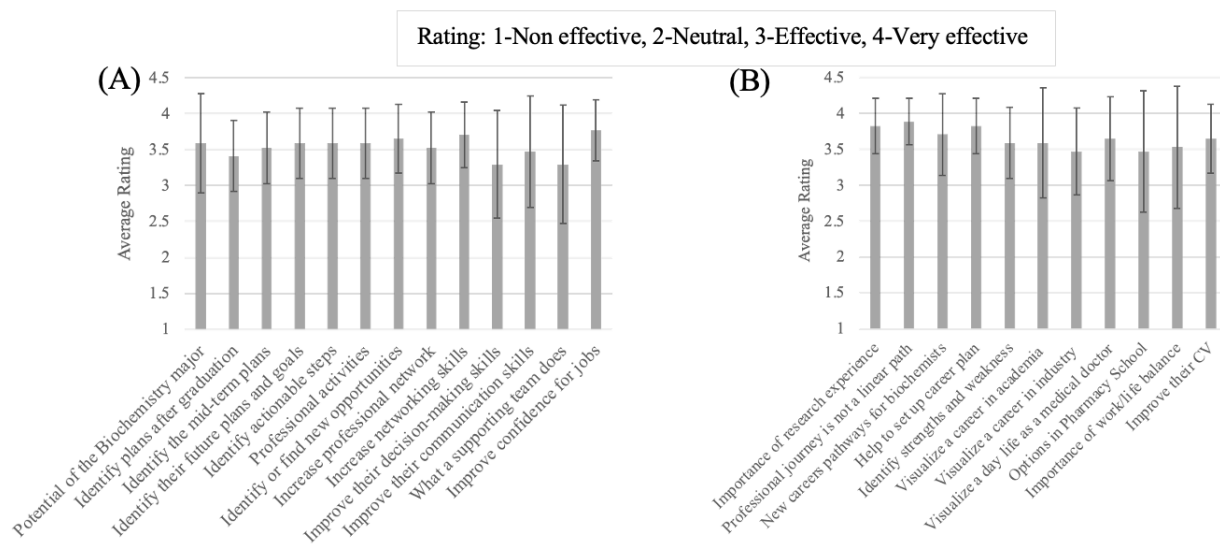 Rating: 1-Non effective, 2-Neutral, 3-Effective, 4-Very effective
(A)
4.5
4
3.5
3
2.5
2
1.5
1
Average Rating
Potential of the Biochemistry major
Identify plans after graduation
Identify the mid-term plans
Identify their future plans and goals
Identify actionable steps
Professional activities
Identify or find new opportunities
Increase professional network
Increase networking skills
Improve their decision-making skills
Improve their communication skills
What a supporting team does
Improve confidence for jobs
(B)
4.5
4
3.5
3
2.5
2
1.5
1
Average Rating
Importance of research experience
Professional journey is not a linear path
New careers pathways for biochemists
Help to set up career plan
Identify strengths and weakness
Visualize a career in academia
Visualize a career in industry
Visualize a day life as a medical doctor
Options in Pharmacy School
Importance of work/life balance
Improve their CV